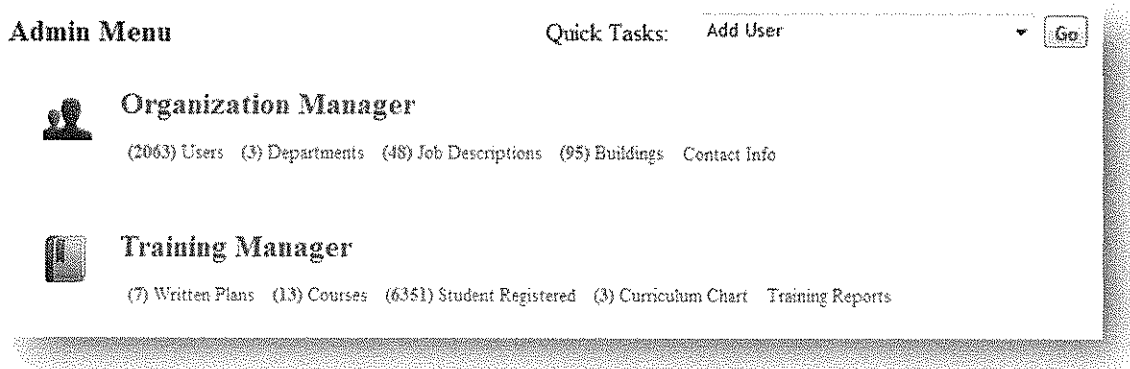 Admin Menu Quick Tasks: Add User Go
Organization Manager
(2063) Users (3) Departments (48) Job Descriptions (95) Buildings Contact Info
Training Manager
(7) Written Plans (13) Courses (6351) Student Registered (3) Curriculum Chart Training Reports